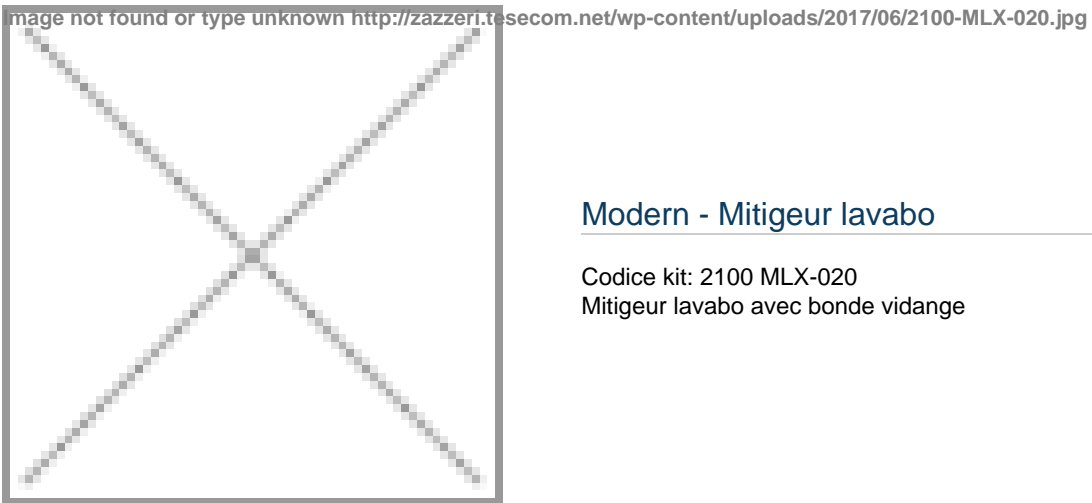 Image not found or type unknown http://zazzeri.tesecom.net/wp-content/uploads/2017/06/2100-MLX-020.jpg
Modern - Mitigeur lavabo
Codice kit: 2100 MLX-020
Mitigeur lavabo avec bonde vidange